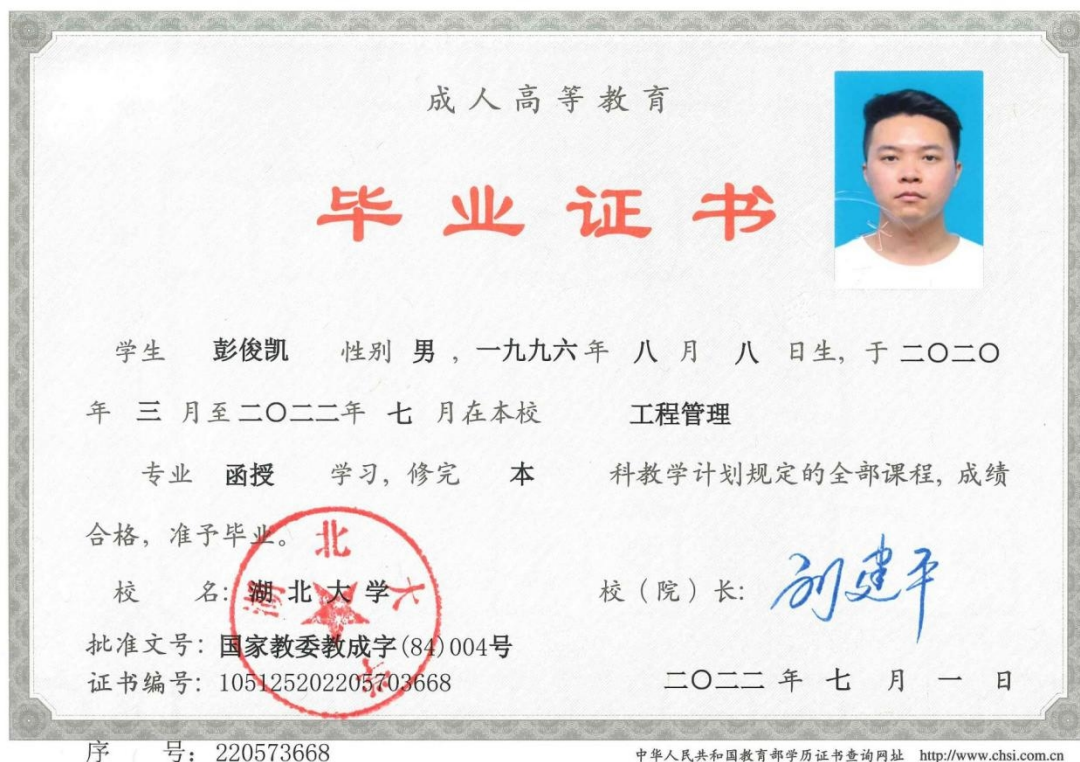 成人高等教育
毕业证书
学生 彭俊凯 性别 男 ，一九九六年 八 月 八 日生，于 二〇二〇
年 三 月至二〇二二年 七 月在本校 工程管理
专业 函授 学习，修完 本 科教学计划规定的全部课程，成绩
合格，准予毕业。
校 名：湖北大学
校（院）长：刘建平
批准文号：国家教委教成字(84)004号
证书编号：105125202205703668
二〇二二 年 七 月 一 日
湖北大学
序 号：220573668
中华人民共和国教育部学历证书查询网址 http://www.chsi.com.cn